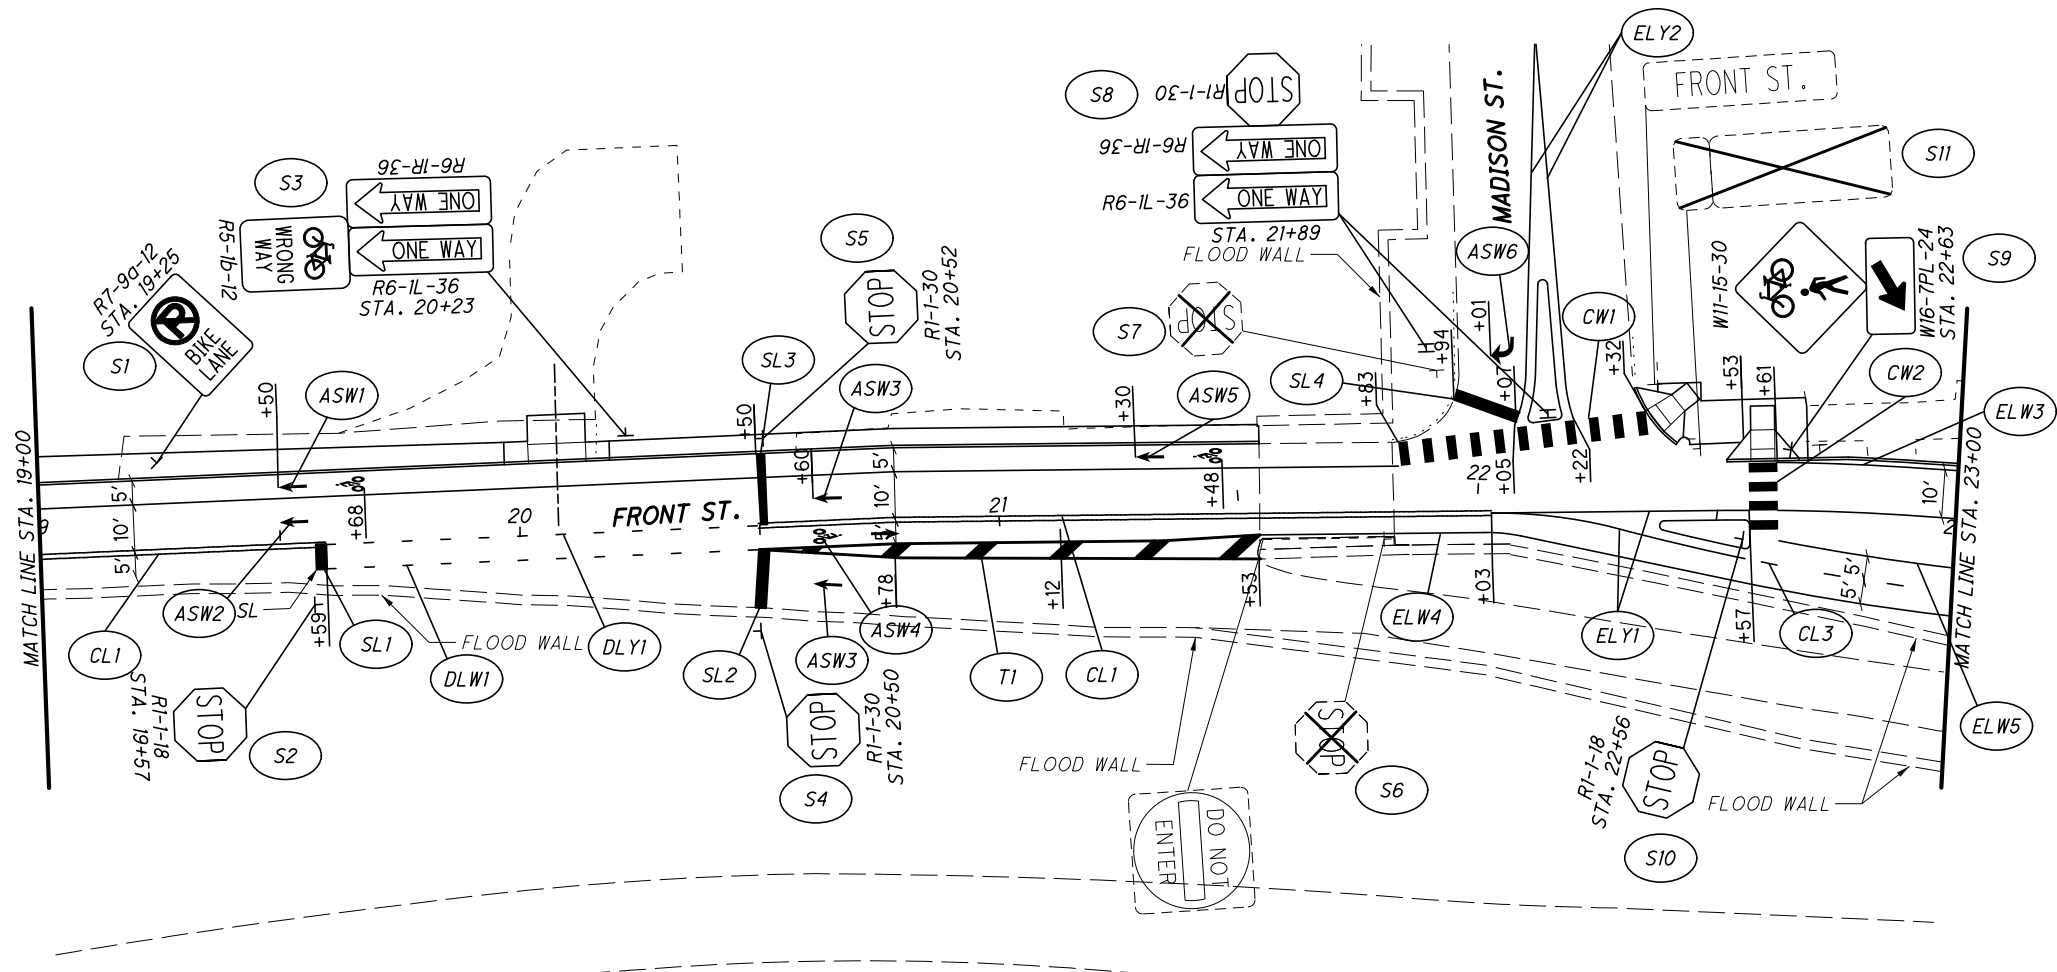 ELY2
FRONT ST.
S8
R1-1-30
STOP
R6-1R-36
ONE WAY
R6-1L-36
ONE WAY
STA. 21+89
FLOOD WALL
MADISON ST.
ASW6
S11
S3
R6-1R-36
ONE WAY
ONE WAY
R6-1L-36
STA. 20+23
R5-1b-12
WRONG
WAY
R7-9a-12
STA. 19+25
P
BIKE
LANE
S1
S5
STOP
R1-1-30
STA. 20+52
S7
STOP
+94
+01
+01
CW1
+32
W11-15-30
W16-7PL-24
STA. 22+63
S9
+50
ASW1
+50
SL3
ASW3
+30
ASW5
SL4
+83
+53
+61
CW2
ELW3
MATCH LINE STA. 19+00
5'
10'
5'
+68
20
FRONT ST.
+60
5'
10'
5'
21
+48
22
+05
+22
10'
MATCH LINE STA. 23+00
CL1
ASW2
SL
+59
SL1
FLOOD WALL
DLW1
DLY1
SL2
ASW3
ASW4
+78
T1
+12
CL1
+53
ELW4
+03
ELY1
+57
CL3
5'
5'
ELW5
R1-1-18
STA. 19+57
STOP
S2
STOP
R1-1-30
STA. 20+50
S4
FLOOD WALL
DO NOT
ENTER
STOP
S6
R1-1-18
STA. 22+56
STOP
S10
FLOOD WALL